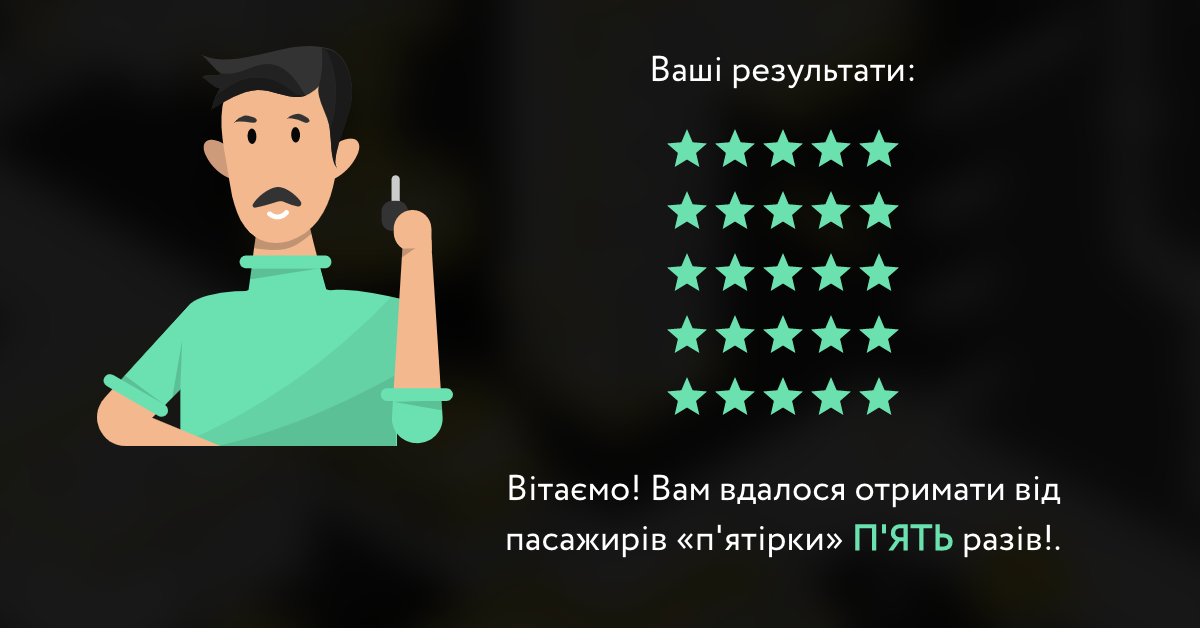 Ваші результати:
Вітаємо! Вам вдалося отримати від
пасажирів «п'ятірки» П'ЯТЬ разів!.